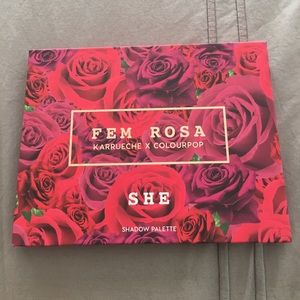 FEM ROSA
KARRUECHE X COLOURPOP
SHE
SHADOW PALETTE